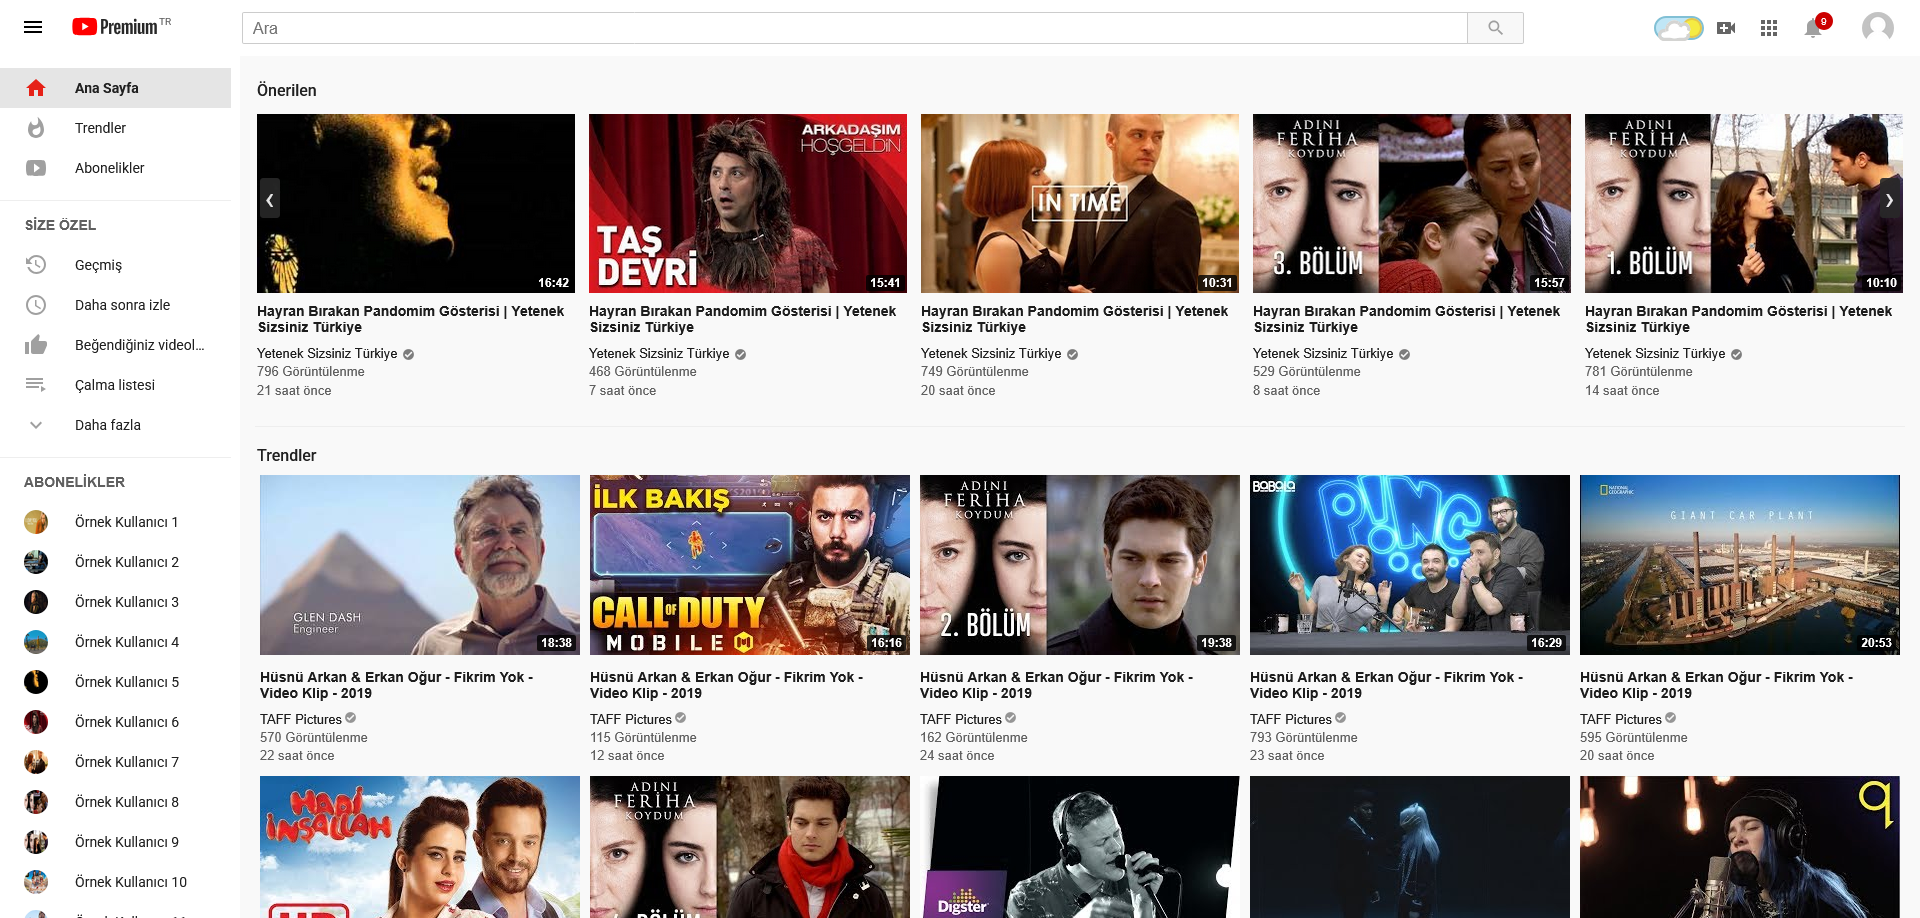 Premium TR
Ara
9
Ana Sayfa
Trendler
Abonelikler
SİZE ÖZEL
Geçmiş
Daha sonra izle
Beğendiğiniz videol...
Çalma listesi
Daha fazla
ABONELİKLER
Örnek Kullanıcı 1
Örnek Kullanıcı 2
Örnek Kullanıcı 3
Örnek Kullanıcı 4
Örnek Kullanıcı 5
Örnek Kullanıcı 6
Örnek Kullanıcı 7
Örnek Kullanıcı 8
Örnek Kullanıcı 9
Örnek Kullanıcı 10
Önerilen
16:42
Hayran Bırakan Pandomim Gösterisi | Yetenek
Sizsiniz Türkiye
Yetenek Sizsiniz Türkiye
796 Görüntülenme
21 saat önce
ARKADAŞIM
HOŞGELDİN
TAŞ
DEVRİ
15:41
Hayran Bırakan Pandomim Gösterisi | Yetenek
Sizsiniz Türkiye
Yetenek Sizsiniz Türkiye
468 Görüntülenme
7 saat önce
IN TIME
10:31
Hayran Bırakan Pandomim Gösterisi | Yetenek
Sizsiniz Türkiye
Yetenek Sizsiniz Türkiye
749 Görüntülenme
20 saat önce
ADINI
FERİHA
KOYDUM
3. BÖLÜM
15:57
Hayran Bırakan Pandomim Gösterisi | Yetenek
Sizsiniz Türkiye
Yetenek Sizsiniz Türkiye
529 Görüntülenme
8 saat önce
ADINI
FERİHA
KOYDUM
1. BÖLÜM
10:10
Hayran Bırakan Pandomim Gösterisi | Yetenek
Sizsiniz Türkiye
Yetenek Sizsiniz Türkiye
781 Görüntülenme
14 saat önce
Trendler
GLEN DASH
Engineer
18:38
Hüsnü Arkan & Erkan Oğur - Fikrim Yok -
Video Klip - 2019
TAFF Pictures
570 Görüntülenme
22 saat önce
İLK BAKIŞ
CALL OF DUTY
MOBILE
16:16
Hüsnü Arkan & Erkan Oğur - Fikrim Yok -
Video Klip - 2019
TAFF Pictures
115 Görüntülenme
12 saat önce
ADINI
FERİHA
KOYDUM
2. BÖLÜM
19:38
Hüsnü Arkan & Erkan Oğur - Fikrim Yok -
Video Klip - 2019
TAFF Pictures
162 Görüntülenme
24 saat önce
BABALA
PINÇ
16:29
Hüsnü Arkan & Erkan Oğur - Fikrim Yok -
Video Klip - 2019
TAFF Pictures
793 Görüntülenme
23 saat önce
NATIONAL
GEOGRAPHIC
GIANT CAR PLANT
20:53
Hüsnü Arkan & Erkan Oğur - Fikrim Yok -
Video Klip - 2019
TAFF Pictures
595 Görüntülenme
20 saat önce
HADİ
İNŞALLAH
ADINI
FERİHA
KOYDUM
Digster
q